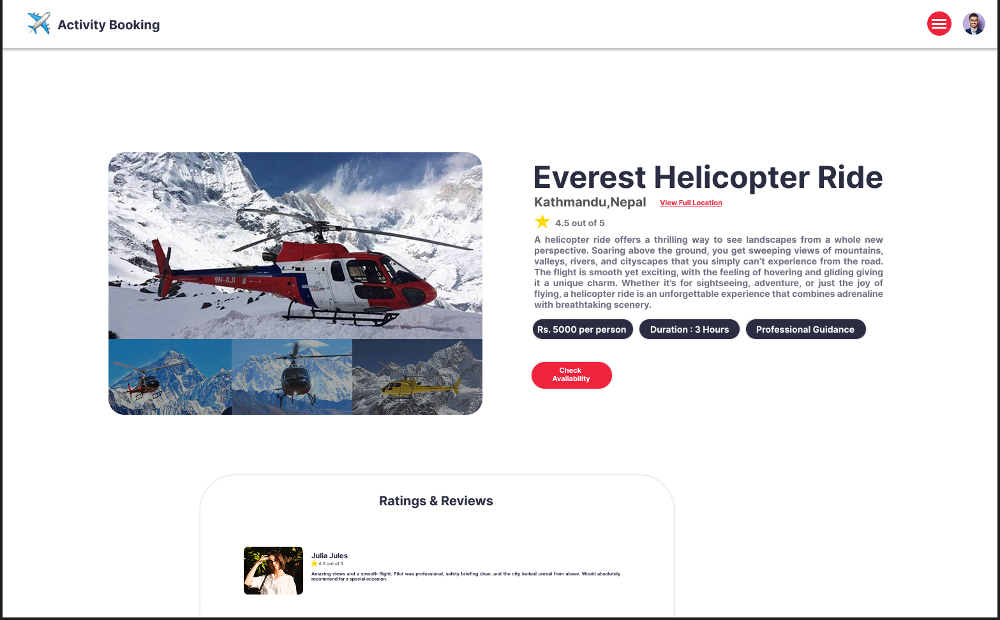 Activity Booking
Everest Helicopter Ride
Kathmandu,Nepal View Full Location
4.5 out of 5
A helicopter ride offers a thrilling way to see landscapes from a whole new
perspective. Soaring above the ground, you get sweeping views of mountains,
valleys, rivers, and cityscapes that you simply can’t experience from the road.
The flight is smooth yet exciting, with the feeling of hovering and gliding giving
it a unique charm. Whether it’s for sightseeing, adventure, or just the joy of
flying, a helicopter ride is an unforgettable experience that combines adrenaline
with breathtaking scenery.
Rs. 5000 per person Duration : 3 Hours Professional Guidance
Check
Availability
9N-AJI
Ratings & Reviews
Julia Jules
4.5 out of 5
Amazing views and a smooth flight. Pilot was professional, safety briefing clear, and the city looked unreal from above. Would absolutely
recommend for a special occasion.